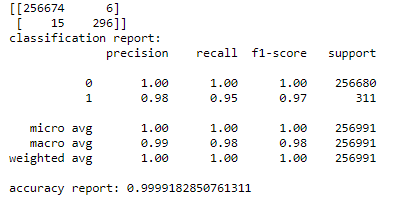 [[256674 6]
[ 15 296]]
classification report:
precision recall f1-score support
0 1.00 1.00 1.00 256680
1 0.98 0.95 0.97 311
micro avg 1.00 1.00 1.00 256991
macro avg 0.99 0.98 0.98 256991
weighted avg 1.00 1.00 1.00 256991
accuracy report: 0.9999182850761311